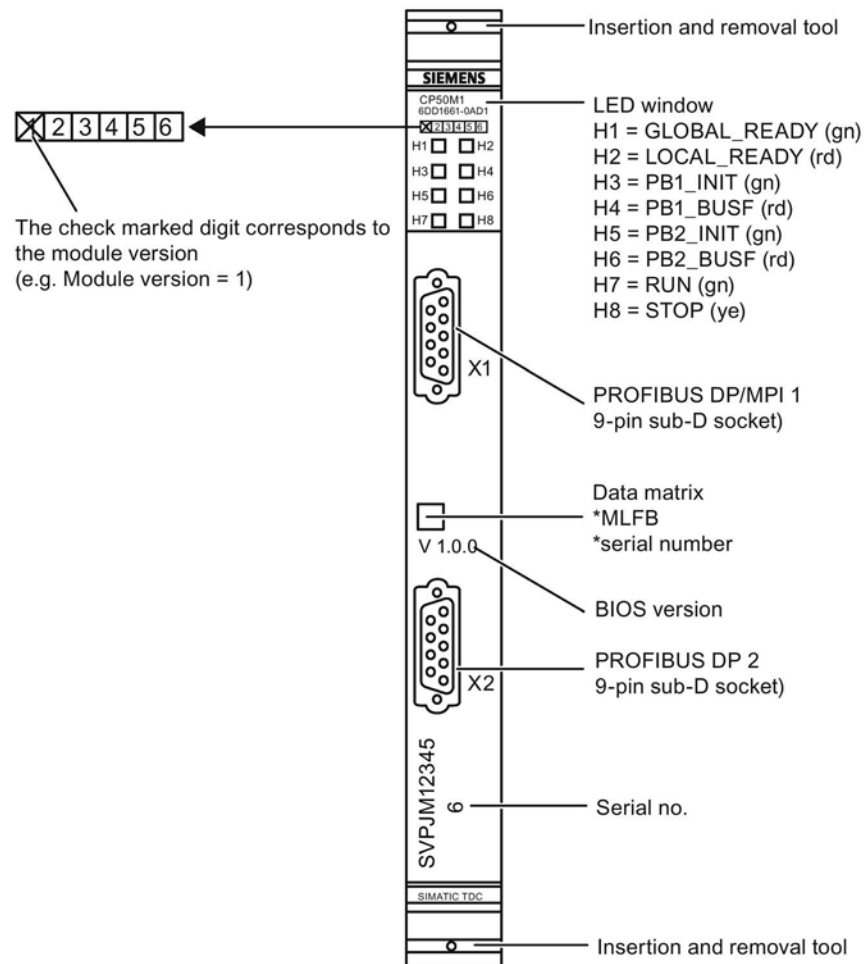 Insertion and removal tool
SIEMENS
CP50M1
6DD1661-0AD1
1 2 3 4 5 6
1 2 3 4 5 6
H1 H2
H3 H4
H5 H6
H7 H8
The check marked digit corresponds to
the module version
(e.g. Module version = 1)
LED window
H1 = GLOBAL_READY (gn)
H2 = LOCAL_READY (rd)
H3 = PB1_INIT (gn)
H4 = PB1_BUSF (rd)
H5 = PB2_INIT (gn)
H6 = PB2_BUSF (rd)
H7 = RUN (gn)
H8 = STOP (ye)
X1
PROFIBUS DP/MPI 1
9-pin sub-D socket)
Data matrix
*MLFB
*serial number
V 1.0.0
BIOS version
X2
PROFIBUS DP 2
9-pin sub-D socket)
SVPJM12345
6
Serial no.
SIMATIC TDC
Insertion and removal tool